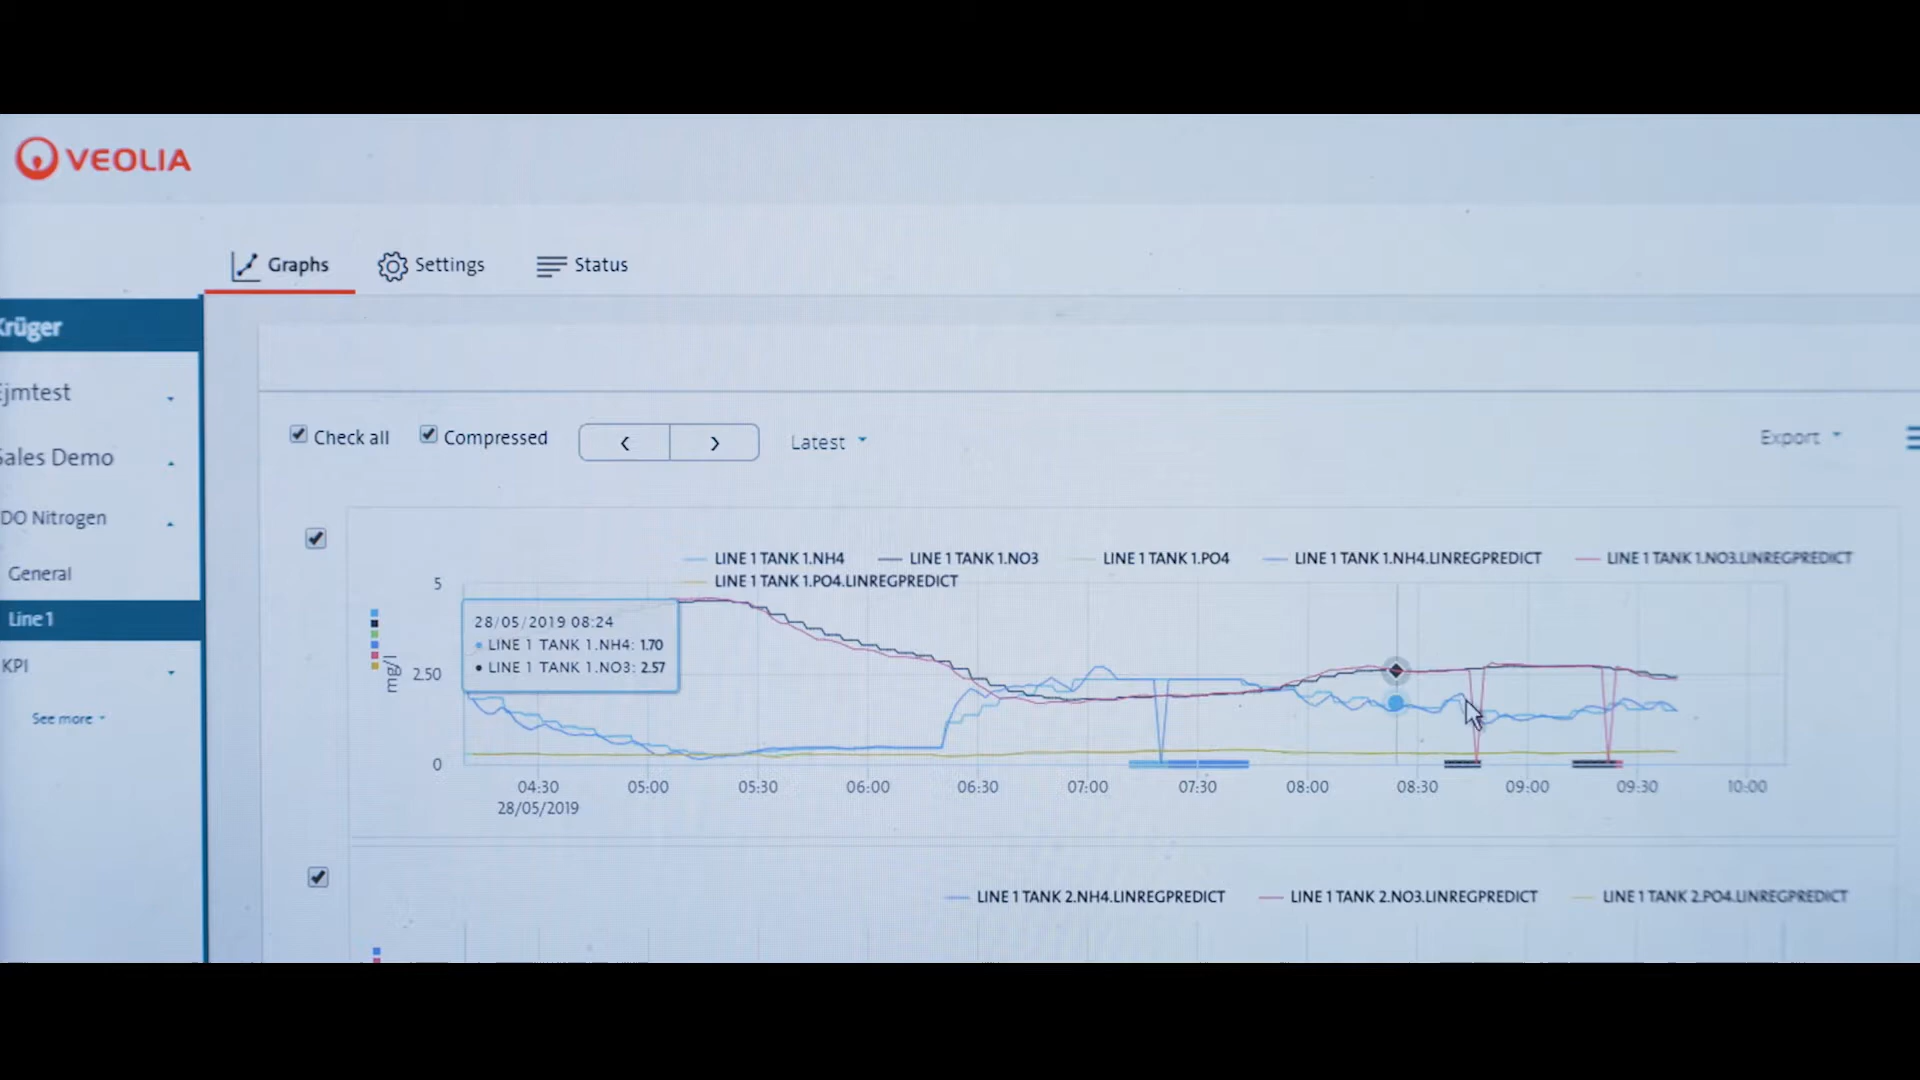 VEOLIA
Graphs
Settings
Status
Krüger
Ejmtest
Sales Demo
DO Nitrogen
General
Line1
KPI
See more
Check all
Compressed
Latest
Export
LINE 1 TANK 1.NH4
LINE 1 TANK 1.NO3
LINE 1 TANK 1.PO4
LINE 1 TANK 1.NH4.LINREGPREDICT
LINE 1 TANK 1.NO3.LINREGPREDICT
LINE 1 TANK 1.PO4.LINREGPREDICT
5
2.50
0
mg/l
28/05/2019 08:24
LINE 1 TANK 1.NH4: 1.70
LINE 1 TANK 1.NO3: 2.57
04:30 05:00 05:30 06:00 06:30 07:00 07:30 08:00 08:30 09:00 09:30 10:00
28/05/2019
LINE 1 TANK 2.NH4.LINREGPREDICT
LINE 1 TANK 2.NO3.LINREGPREDICT
LINE 1 TANK 2.PO4.LINREGPREDICT